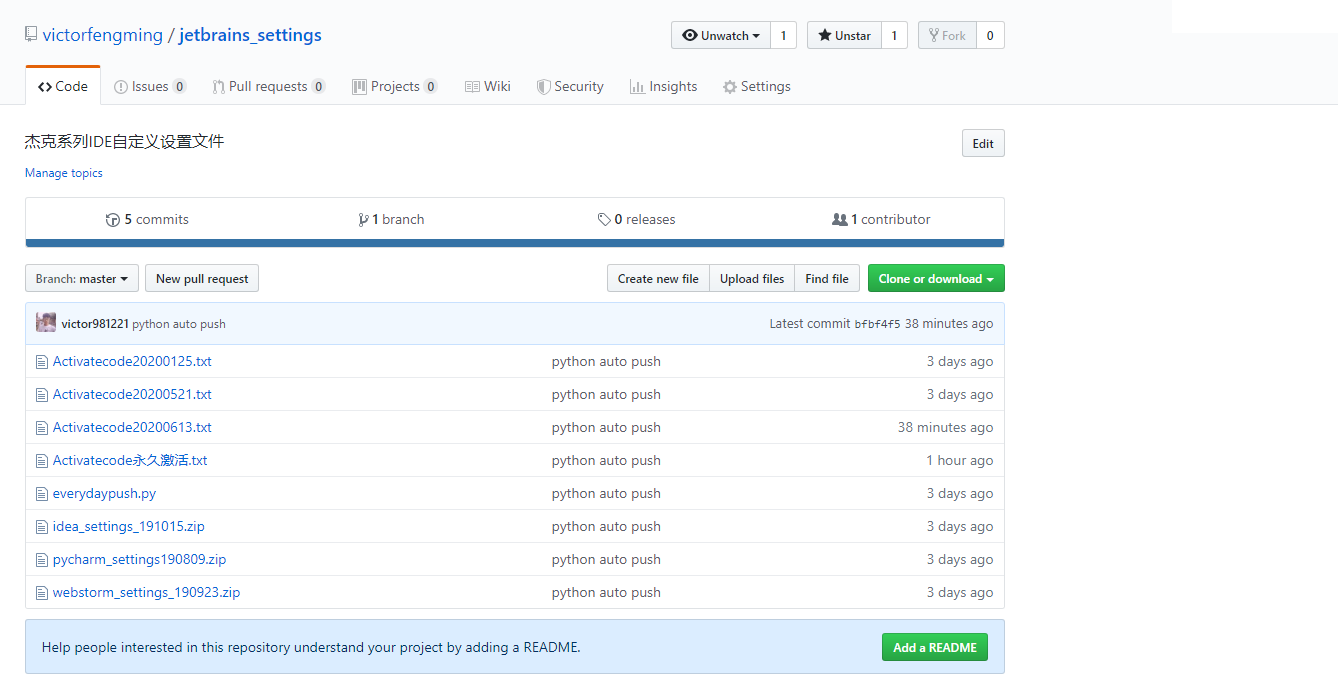 victorfengming / jetbrains_settings Unwatch 1 Unstar 1 Fork 0
Code Issues 0 Pull requests 0 Projects 0 Wiki Security Insights Settings
杰克系列IDE自定义设置文件 Edit
Manage topics
5 commits 1 branch 0 releases 1 contributor
Branch: master New pull request Create new file Upload files Find file Clone or download
victor981221 python auto push Latest commit bfbf4f5 38 minutes ago
Activatecode20200125.txt python auto push 3 days ago
Activatecode20200521.txt python auto push 3 days ago
Activatecode20200613.txt python auto push 38 minutes ago
Activatecode永久激活.txt python auto push 1 hour ago
everydaypush.py python auto push 3 days ago
idea_settings_191015.zip python auto push 3 days ago
pycharm_settings190809.zip python auto push 3 days ago
webstorm_settings_190923.zip python auto push 3 days ago
Help people interested in this repository understand your project by adding a README. Add a README